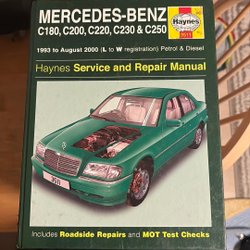 MERCEDES-BENZ
C180, C200, C220, C230 & C250
Haynes
3511
1993 to August 2000 (L to W registration) Petrol & Diesel
Haynes Service and Repair Manual
Includes Roadside Repairs and MOT Test Checks